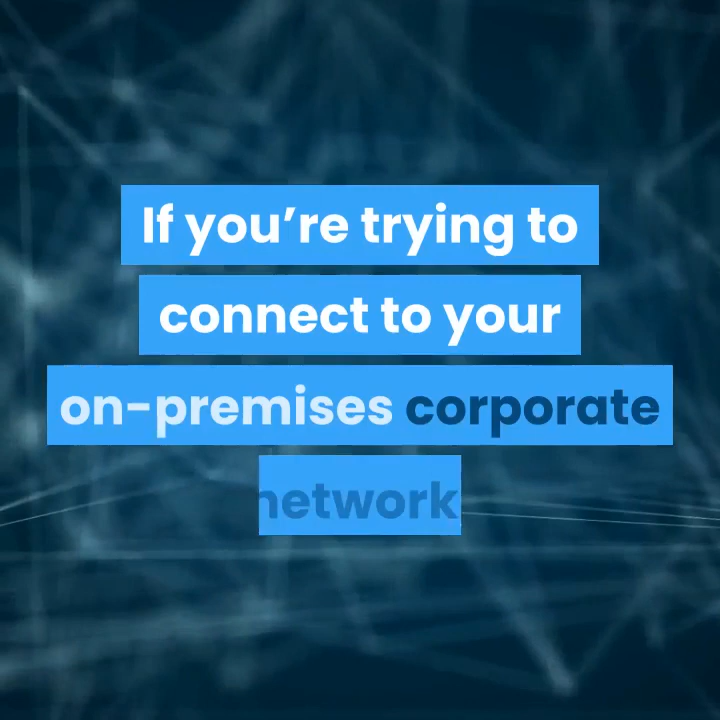 If you’re trying to
connect to your
on-premises corporate
network